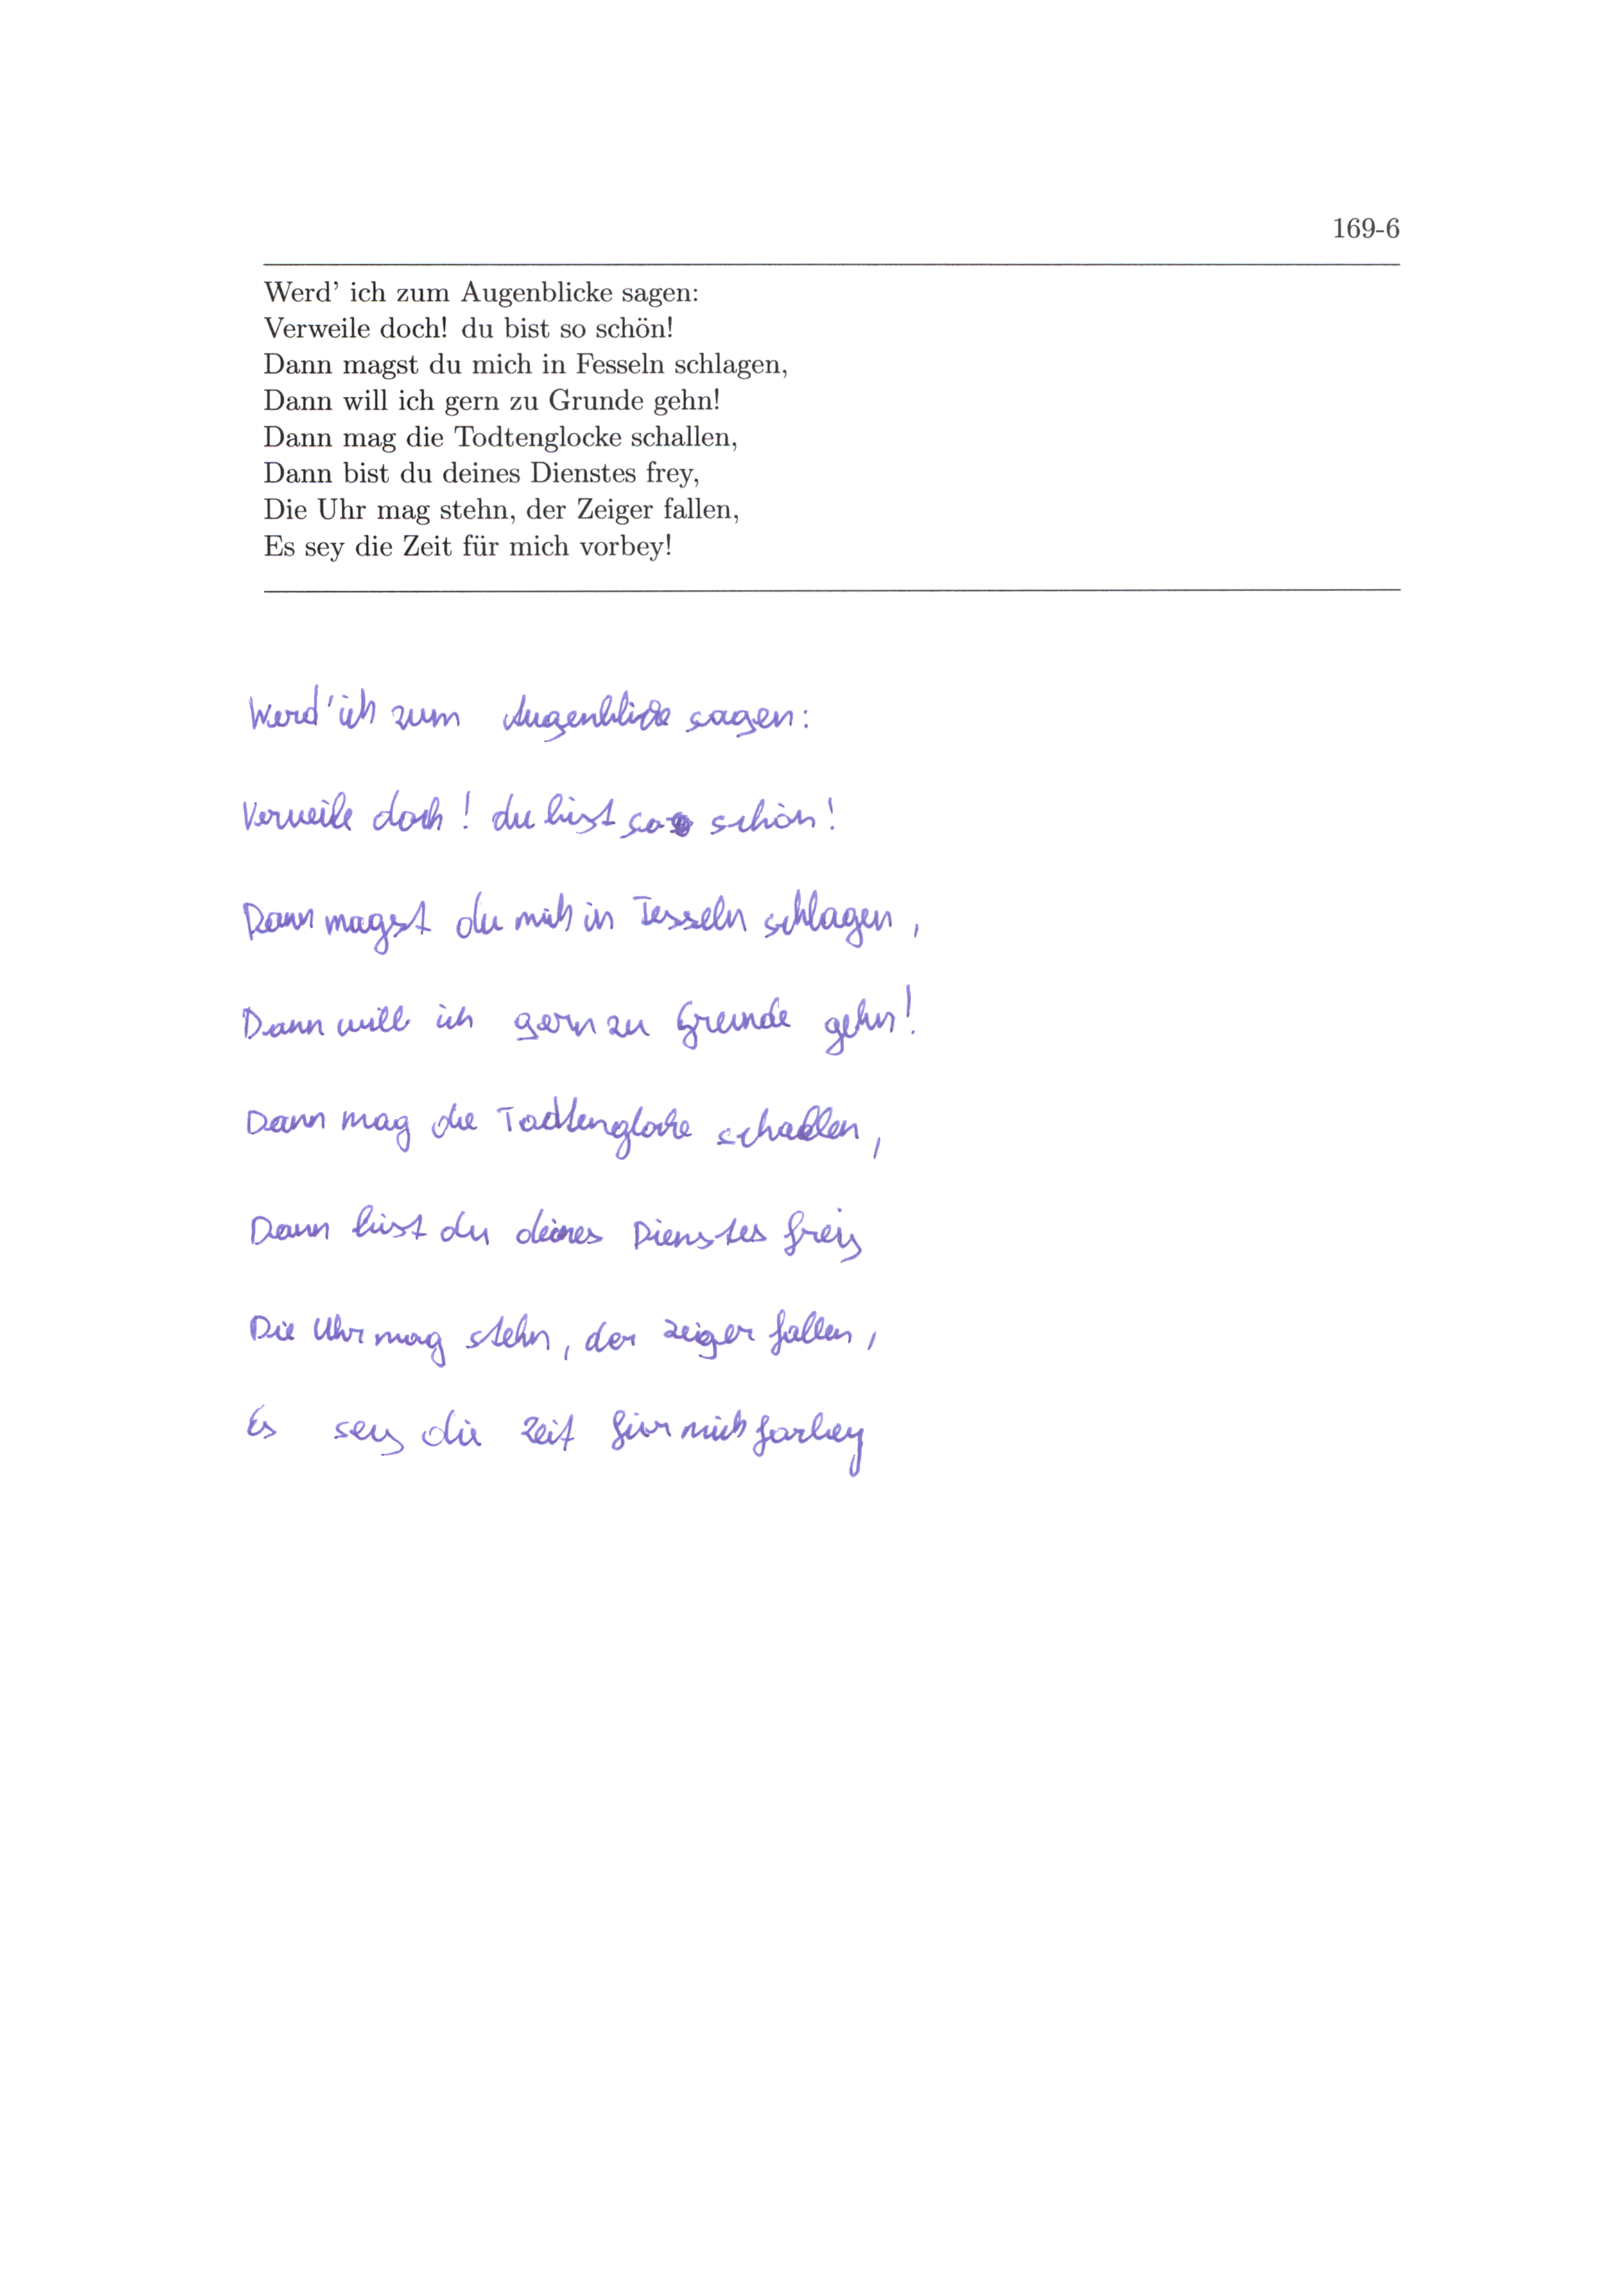 169-6
Werd' ich zum Augenblicke sagen:
Verweile doch! du bist so schön!
Dann magst du mich in Fesseln schlagen,
Dann will ich gern zu Grunde gehn!
Dann mag die Todtenglocke schallen,
Dann bist du deines Dienstes frey,
Die Uhr mag stehn, der Zeiger fallen,
Es sey die Zeit für mich vorbey!
Werd' ich zum Augenblicke sagen:
Verweile doch! du bist so schön!
Dann magst du mich in Fesseln schlagen,
Dann will ich gern zu Grunde gehn!
Dann mag die Todtenglocke schallen,
Dann bist du deines Dienstes frey
Die Uhr mag stehn, der Zeiger fallen,
Es sey die Zeit für mich forbey